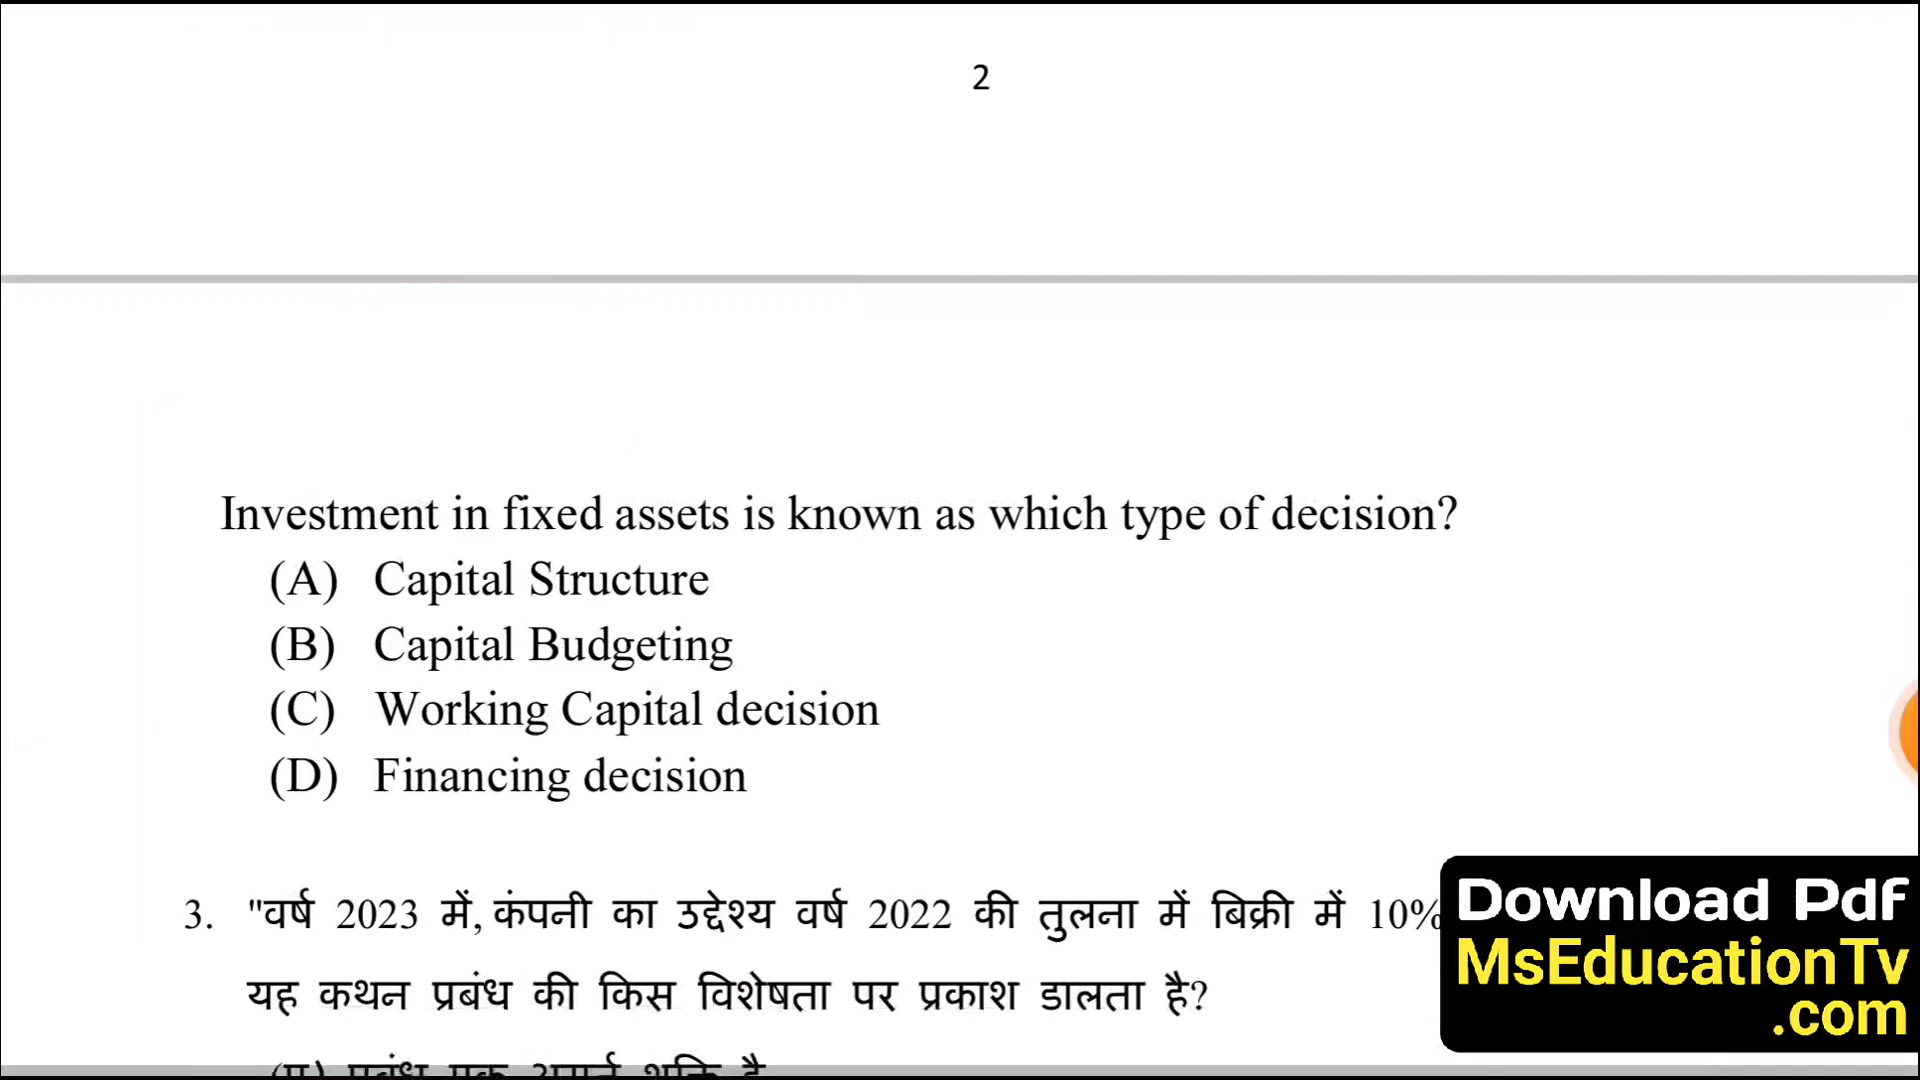 2
Investment in fixed assets is known as which type of decision?
(A) Capital Structure
(B) Capital Budgeting
(C) Working Capital decision
(D) Financing decision
3. "वर्ष 2023 में, कंपनी का उद्देश्य वर्ष 2022 की तुलना में बिक्री में 10%
यह कथन प्रबंध की किस विशेषता पर प्रकाश डालता है?
Download Pdf
MsEducationTv
.com